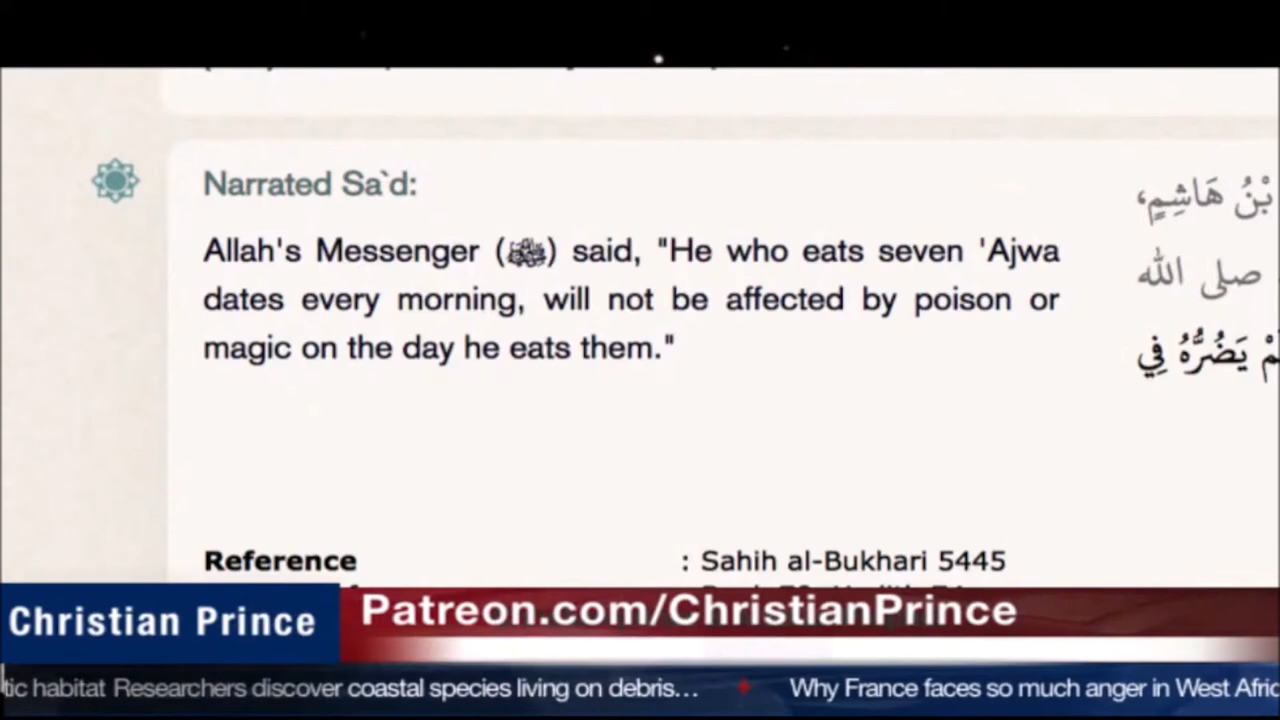 Narrated Sa`d:
بْنُ هَاشِمٍ،
Allah's Messenger (ﷺ) said, "He who eats seven 'Ajwa
صلى الله
dates every morning, will not be affected by poison or
magic on the day he eats them."
يَضُرُّهُ فِي
Reference : Sahih al-Bukhari 5445
Christian Prince
Patreon.com/ChristianPrince
tic habitat Researchers discover coastal species living on debris... Why France faces so much anger in West Afric